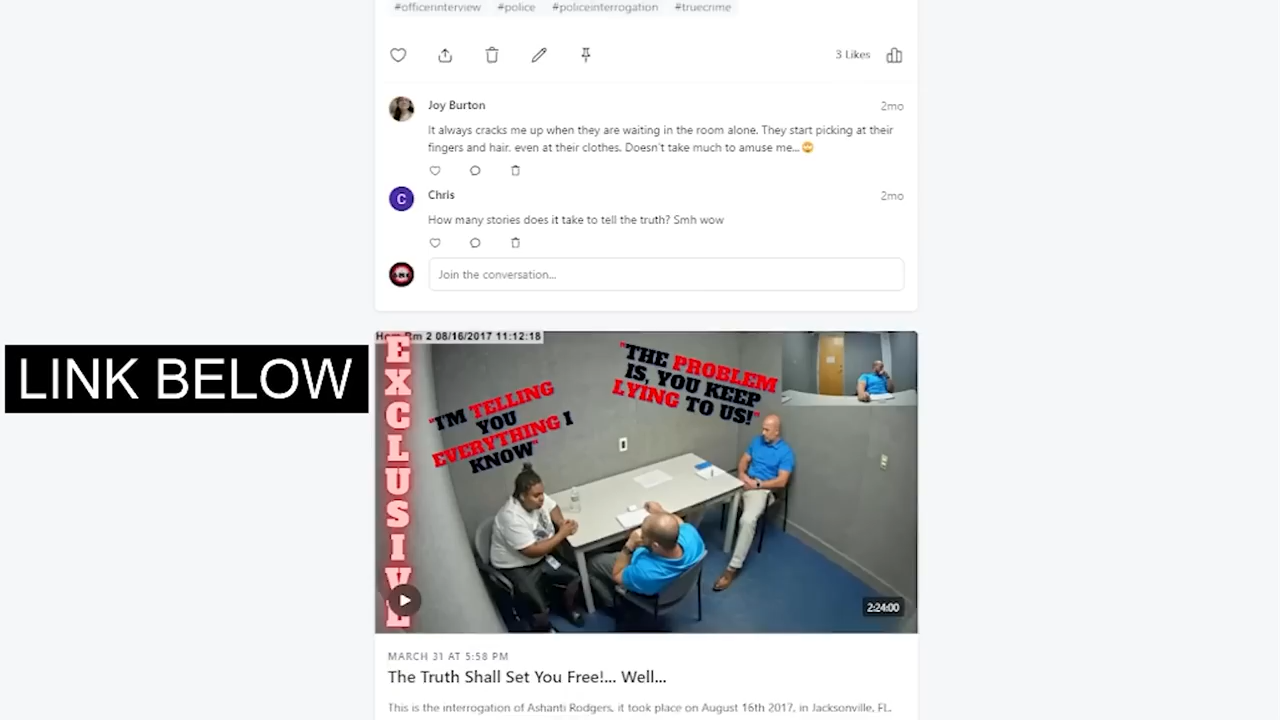 #officerinterview #police #policeinterrogation #truecrime
3 Likes
Joy Burton 2mo
It always cracks me up when they are waiting in the room alone. They start picking at their
fingers and hair. even at their clothes. Doesn't take much to amuse me...
C
Chris 2mo
How many stories does it take to tell the truth? Smh wow
Join the conversation...
LINK BELOW
Hom Rm 2 08/16/2017 11:12:18
EXCLUSIVE
"I'M TELLING
YOU
EVERYTHING I
KNOW"
"THE PROBLEM
IS, YOU KEEP
LYING TO US!"
2:24:00
MARCH 31 AT 5:58 PM
The Truth Shall Set You Free!... Well...
This is the interrogation of Ashanti Rodgers, it took place on August 16th 2017, in Jacksonville, FL.